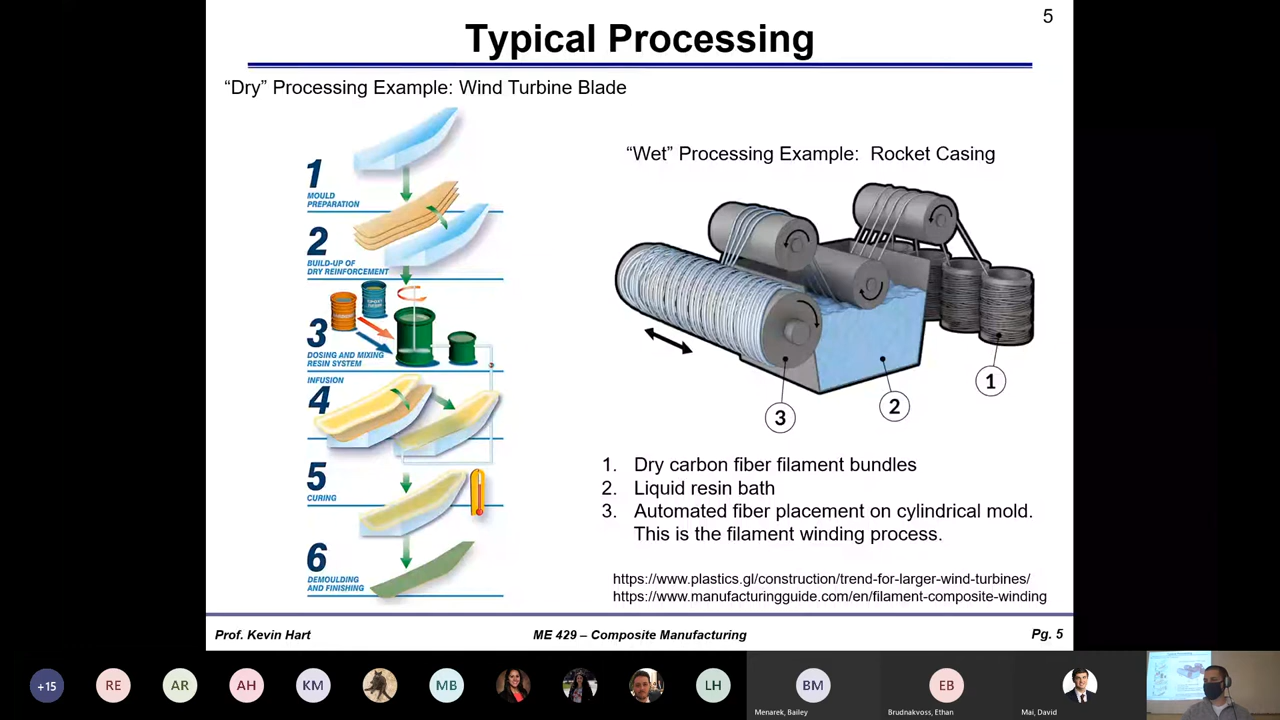 5
Typical Processing
“Dry” Processing Example: Wind Turbine Blade
1
MOULD
PREPARATION
2
BUILD-UP OF
DRY REINFORCEMENT
3
DOSING AND MIXING
RESIN SYSTEM
INFUSION
4
5
CURING
6
DEMOULDING
AND FINISHING
“Wet” Processing Example: Rocket Casing
1
2
3
1. Dry carbon fiber filament bundles
2. Liquid resin bath
3. Automated fiber placement on cylindrical mold.
This is the filament winding process.
https://www.plastics.gl/construction/trend-for-larger-wind-turbines/
https://www.manufacturingguide.com/en/filament-composite-winding
Prof. Kevin Hart
ME 429 – Composite Manufacturing
Pg. 5
+15
RE
AR
AH
KM
MB
LH
BM
EB
Menarek, Bailey
Brudnakvoss, Ethan
Mai, David